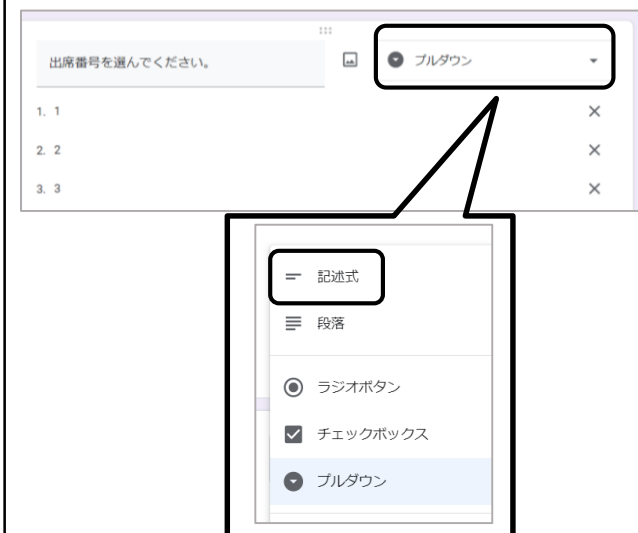 出席番号を選んでください。
プルダウン
1. 1
2. 2
3. 3
記述式
段落
ラジオボタン
チェックボックス
プルダウン